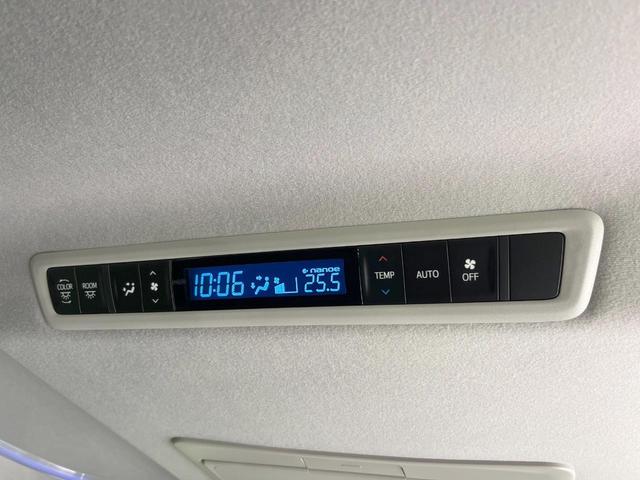 COLOR
ROOM
10:06
nanoe
25.5
TEMP
AUTO
OFF